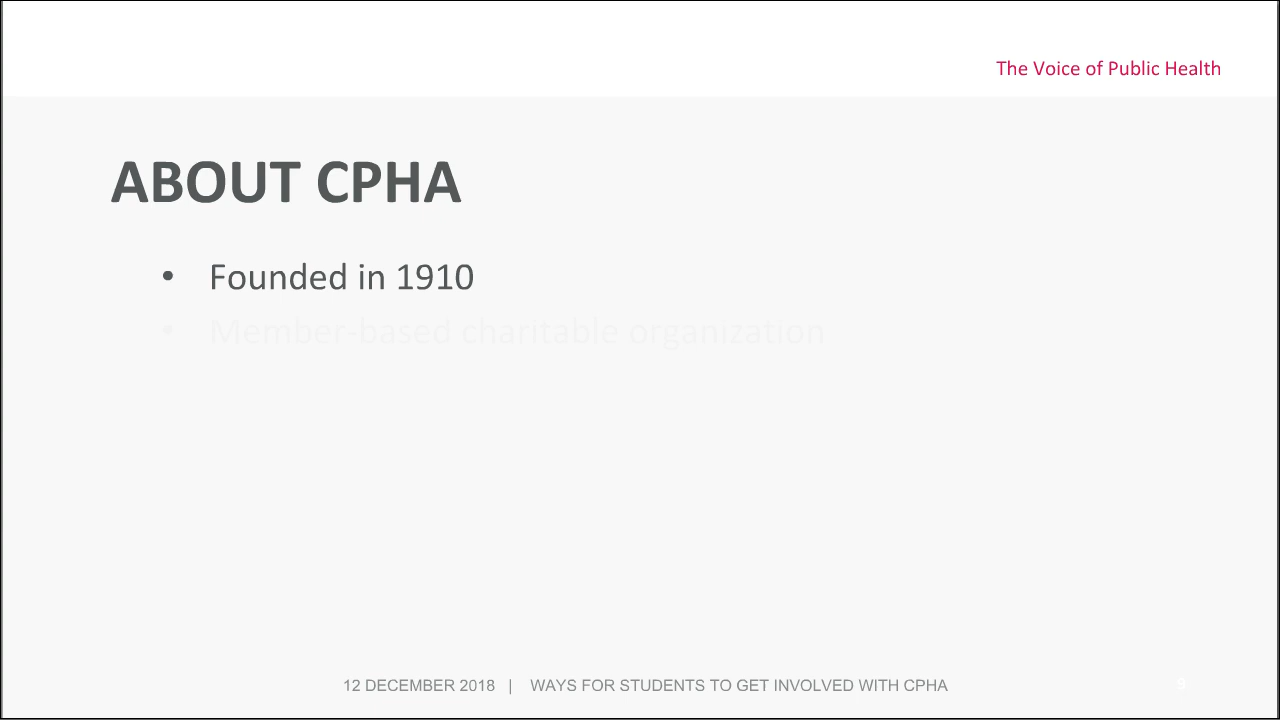 The Voice of Public Health
ABOUT CPHA
• Founded in 1910
• Member-based charitable organization
12 DECEMBER 2018 | WAYS FOR STUDENTS TO GET INVOLVED WITH CPHA
9